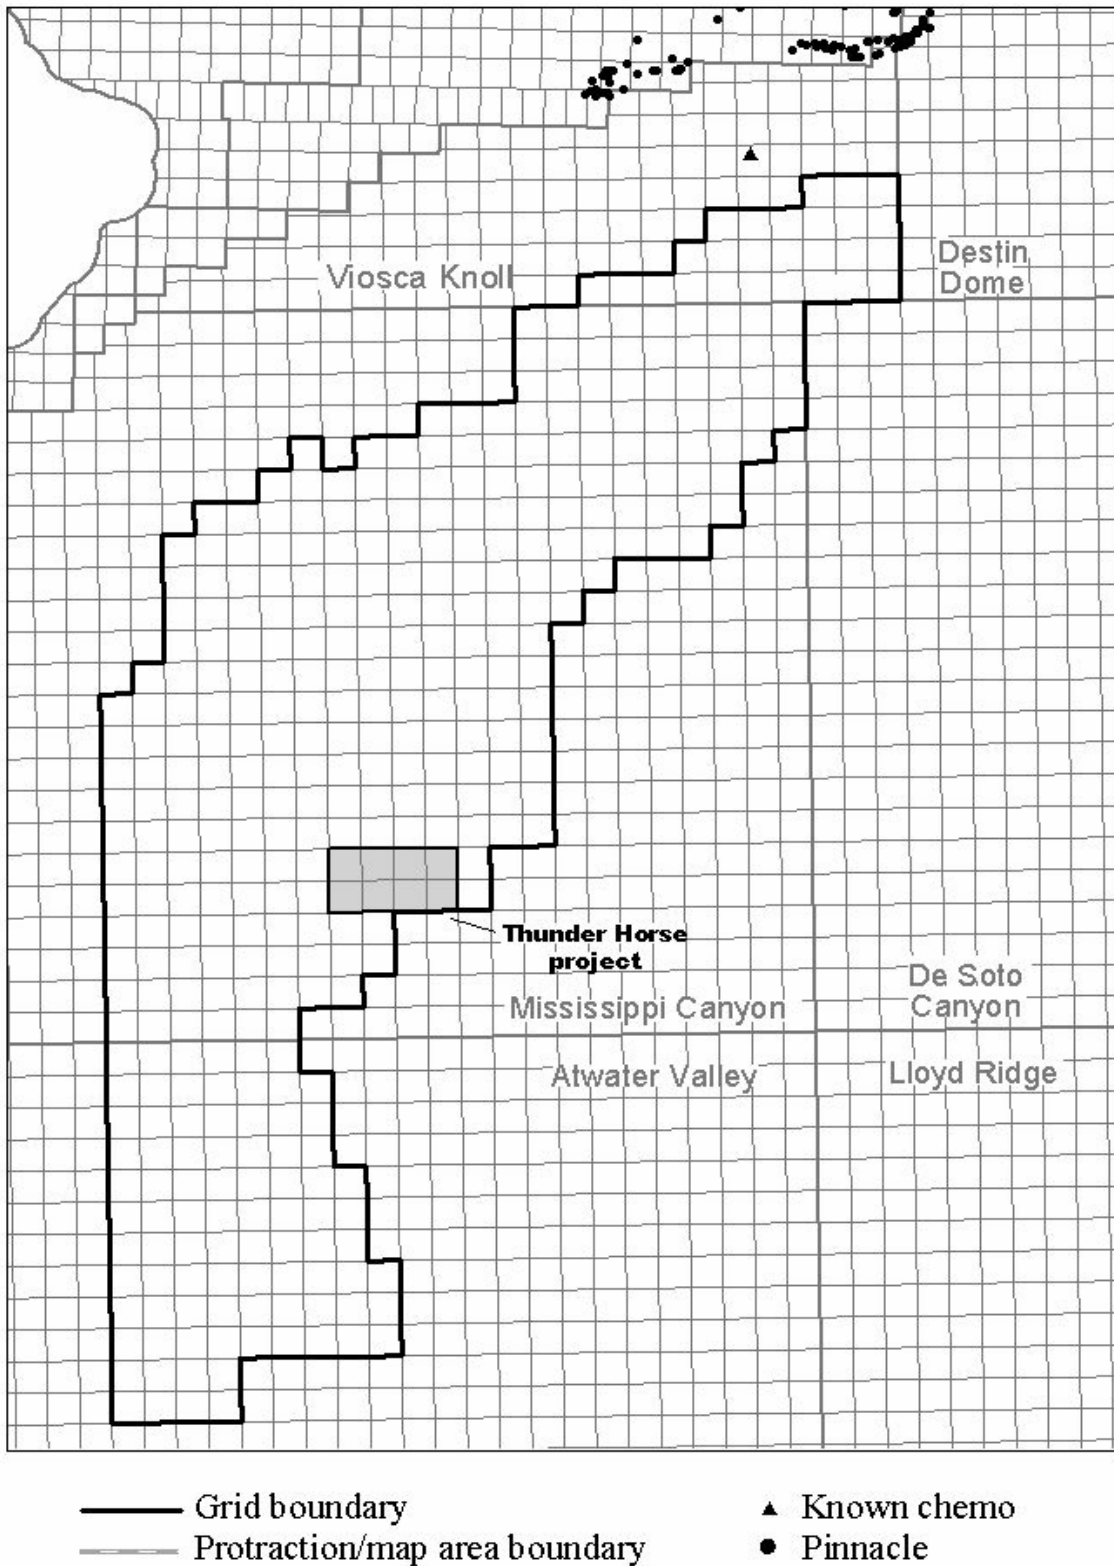 Viosca Knoll
Destin
Dome
Thunder Horse
project
Mississippi Canyon
De Soto
Canyon
Atwater Valley
Lloyd Ridge
Grid boundary
Known chemo
Protraction/map area boundary
Pinnacle